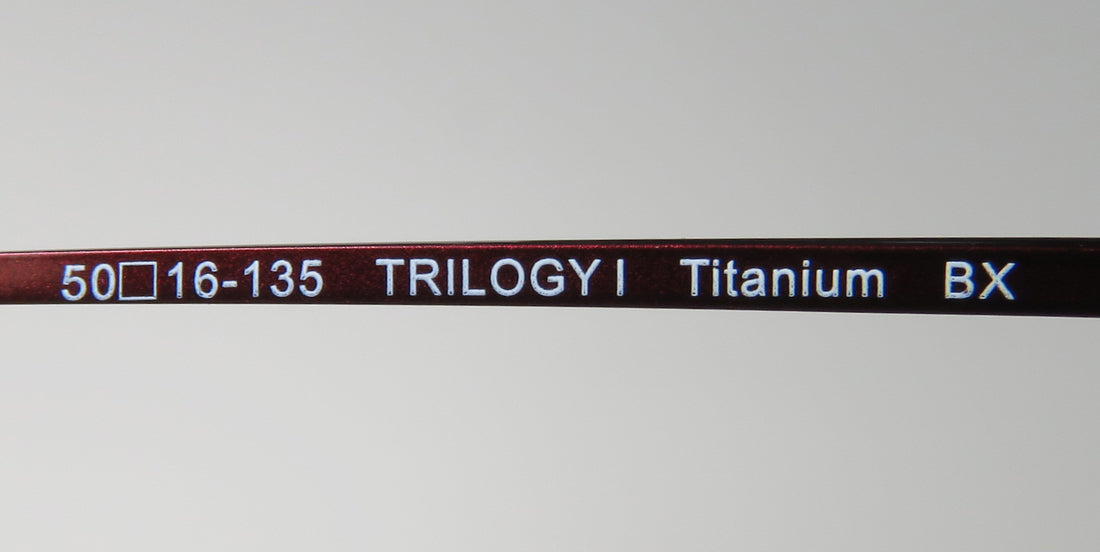 50□16-135 TRILOGY I Titanium BX